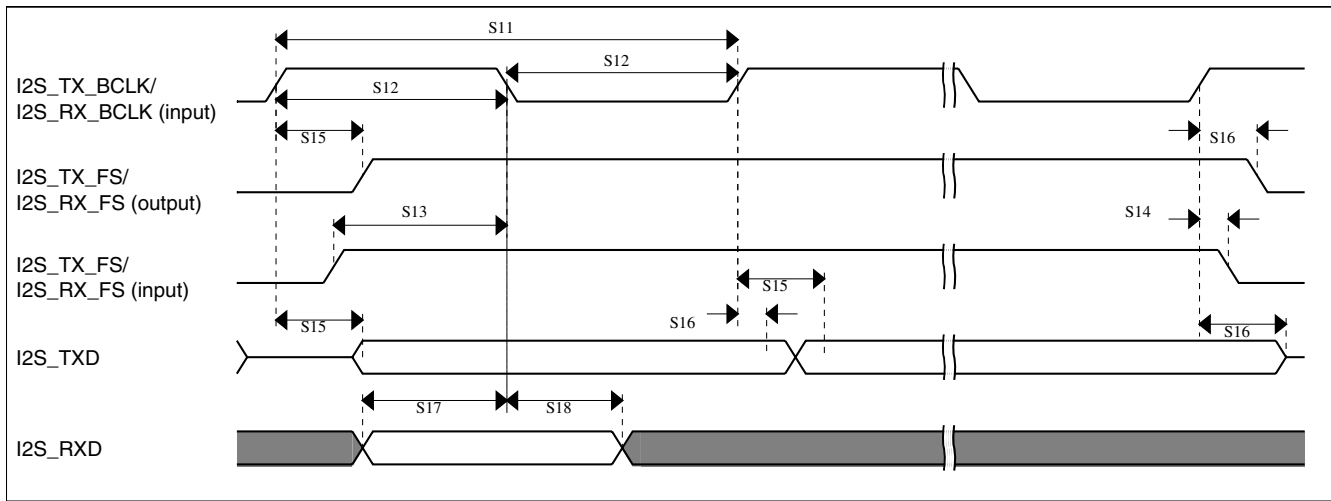 S11
I2S_TX_BCLK/
I2S_RX_BCLK (input)
S12
S12
S15
S16
I2S_TX_FS/
I2S_RX_FS (output)
S13
S14
I2S_TX_FS/
I2S_RX_FS (input)
S15
S15
S16
S16
I2S_TXD
S17
S18
I2S_RXD